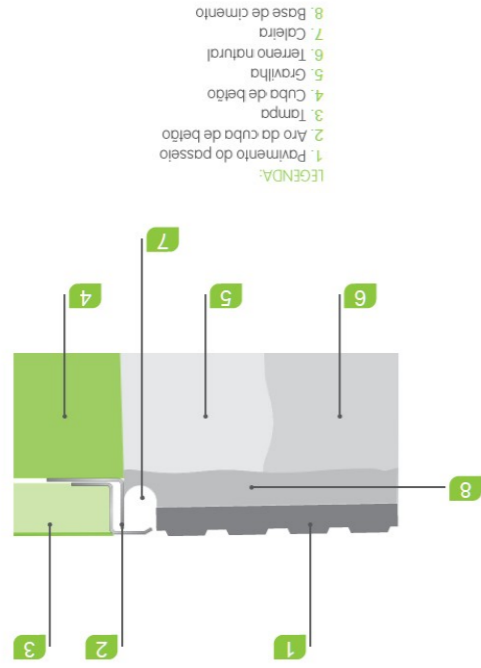 LEGENDA:
1. Pavimento do passeio
2. Aro da cuba de betão
3. Tampa
4. Cuba de betão
5. Gravilha
6. Terreno natural
7. Caleira
8. Base de cimento
7
6
5
4
8
1
2
3